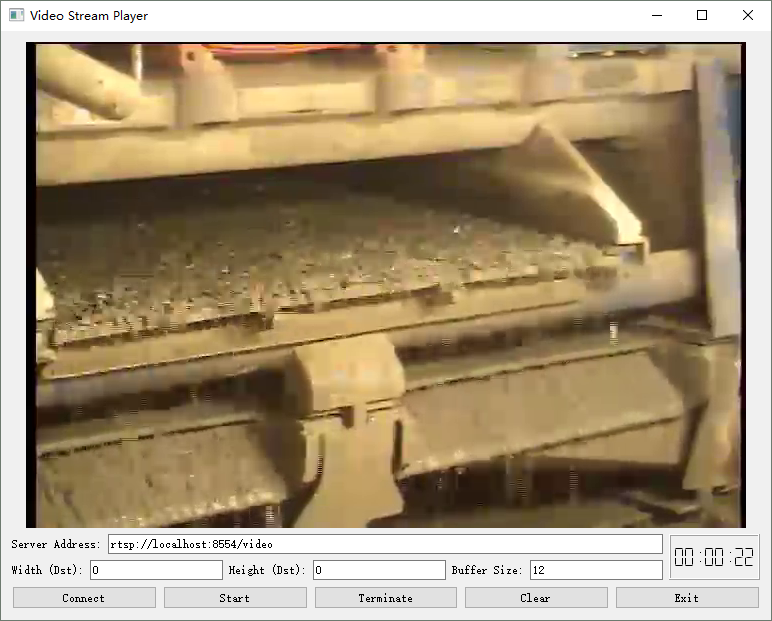 Video Stream Player
Server Address: rtsp://localhost:8554/video
00:00:22
Width (Dst): 0 Height (Dst): 0 Buffer Size: 12
Connect Start Terminate Clear Exit